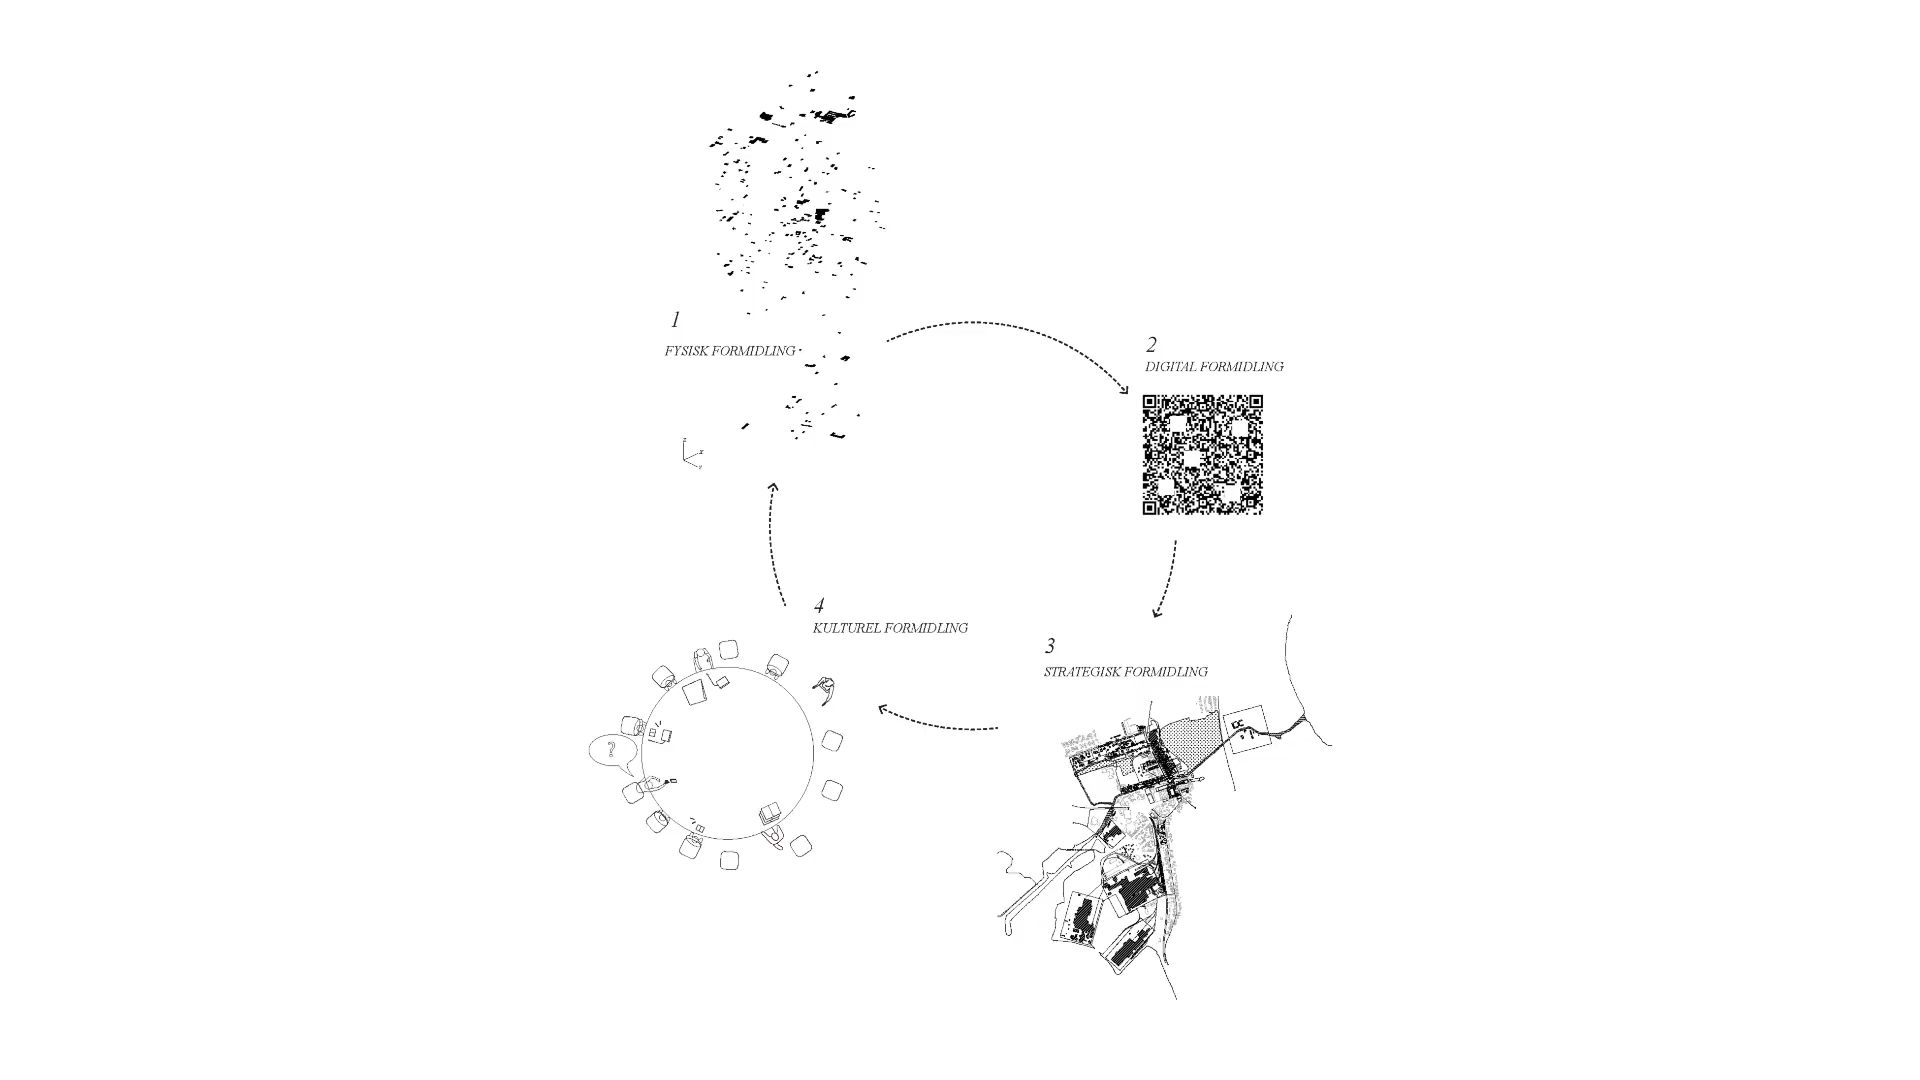 1
FYSISK FORMIDLING
2
DIGITAL FORMIDLING
3
STRATEGISK FORMIDLING
4
KULTUREL FORMIDLING
?